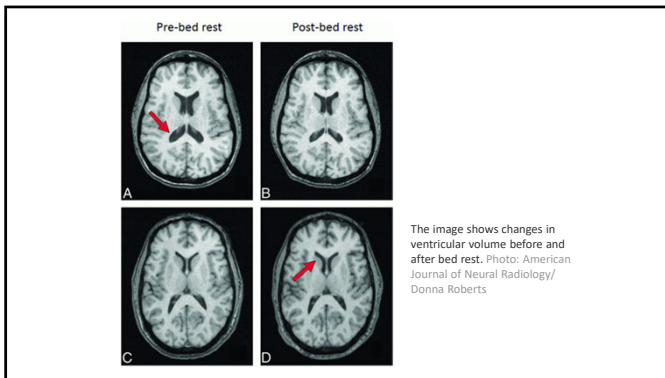 Pre-bed rest
Post-bed rest
A
B
C
D
The image shows changes in
ventricular volume before and
after bed rest. Photo: American
Journal of Neural Radiology/
Donna Roberts